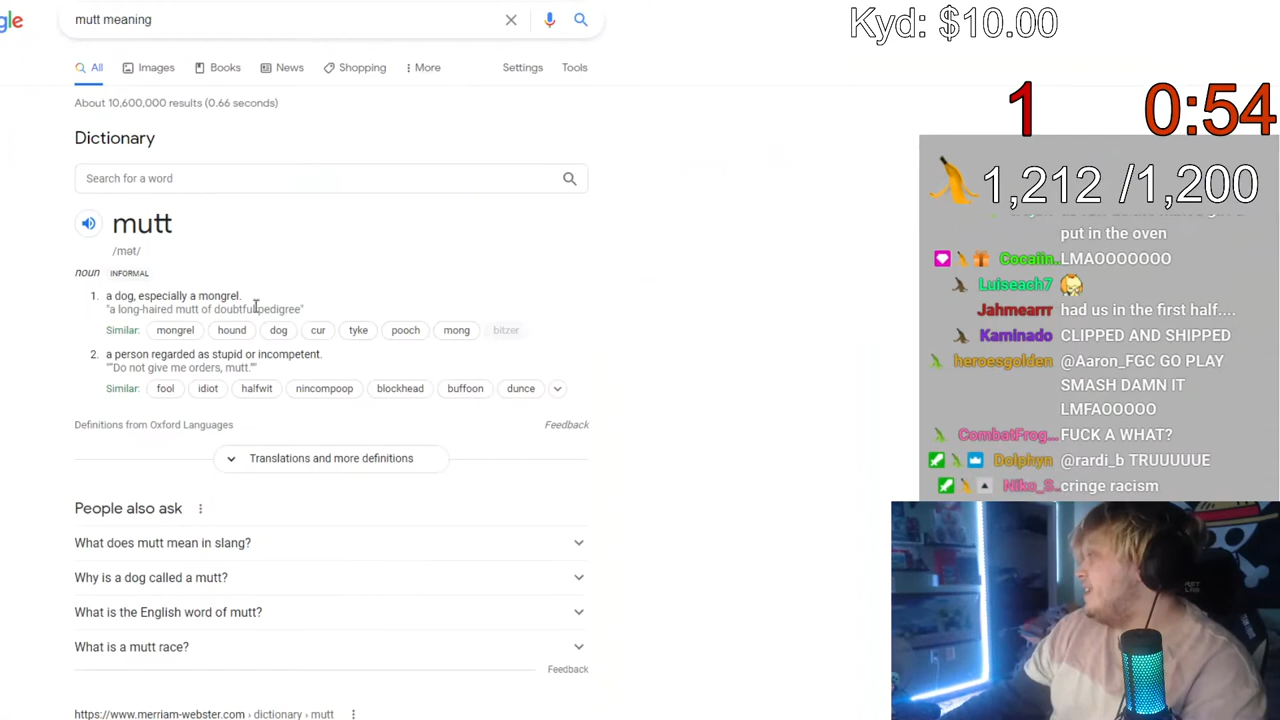 gle
mutt meaning
All Images Books News Shopping More Settings Tools
About 10,600,000 results (0.66 seconds)
Dictionary
Search for a word
mutt
/mət/
noun INFORMAL
1. a dog, especially a mongrel.
"a long-haired mutt of doubtful pedigree"
Similar: mongrel hound dog cur tyke pooch mong bitzer
2. a person regarded as stupid or incompetent.
""Do not give me orders, mutt.""
Similar: fool idiot halfwit nincompoop blockhead buffoon dunce
Definitions from Oxford Languages Feedback
Translations and more definitions
People also ask
What does mutt mean in slang?
Why is a dog called a mutt?
What is the English word of mutt?
What is a mutt race?
Feedback
https://www.merriam-webster.com › dictionary › mutt
Kyd: $10.00
1 0:54
1,212 /1,200
put in the oven
Cocaiin.. LMAOOOOOO
Luiseach7
Jahmearrr had us in the first half....
Kaminado CLIPPED AND SHIPPED
heroesgolden @Aaron_FGC GO PLAY
SMASH DAMN IT
LMFAOOOOO
CombatFrog... FUCK A WHAT?
Dolphyn @rardi_b TRUUUUE
Niko_S.. cringe racism